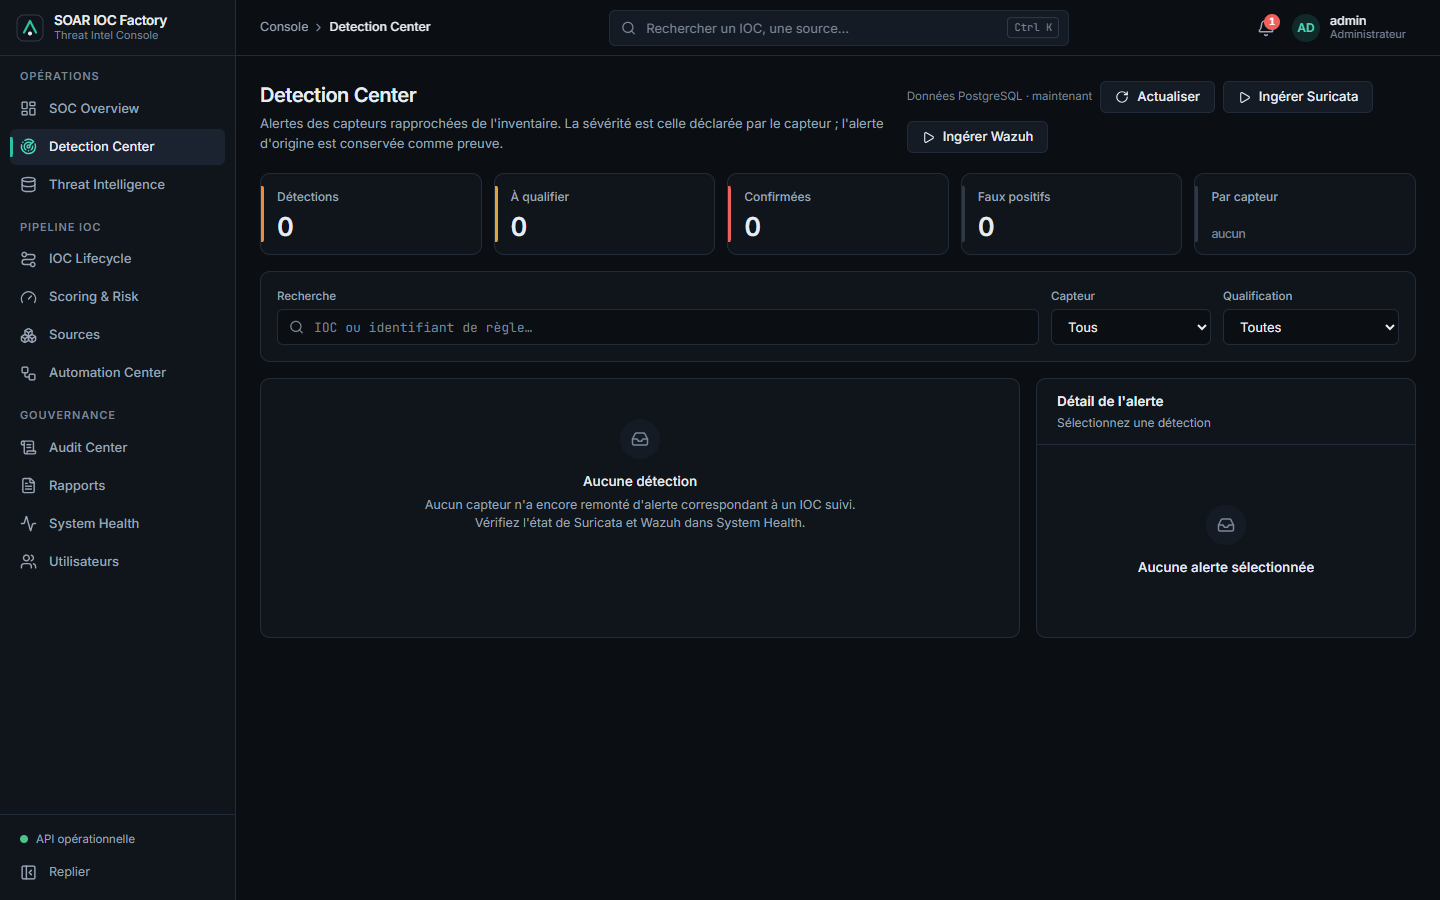 SOAR IOC Factory
Threat Intel Console
OPÉRATIONS
SOC Overview
Detection Center
Threat Intelligence
PIPELINE IOC
IOC Lifecycle
Scoring & Risk
Sources
Automation Center
GOUVERNANCE
Audit Center
Rapports
System Health
Utilisateurs
API opérationnelle
Replier
Console > Detection Center
Rechercher un IOC, une source...
Ctrl K
1
AD
admin
Administrateur
Detection Center
Alertes des capteurs rapprochées de l'inventaire. La sévérité est celle déclarée par le capteur ; l'alerte
d'origine est conservée comme preuve.
Données PostgreSQL · maintenant
Actualiser
Ingérer Suricata
Ingérer Wazuh
Détections
0
À qualifier
0
Confirmées
0
Faux positifs
0
Par capteur
aucun
Recherche
IOC ou identifiant de règle…
Capteur
Tous
Qualification
Toutes
Aucune détection
Aucun capteur n'a encore remonté d'alerte correspondant à un IOC suivi.
Vérifiez l'état de Suricata et Wazuh dans System Health.
Détail de l'alerte
Sélectionnez une détection
Aucune alerte sélectionnée